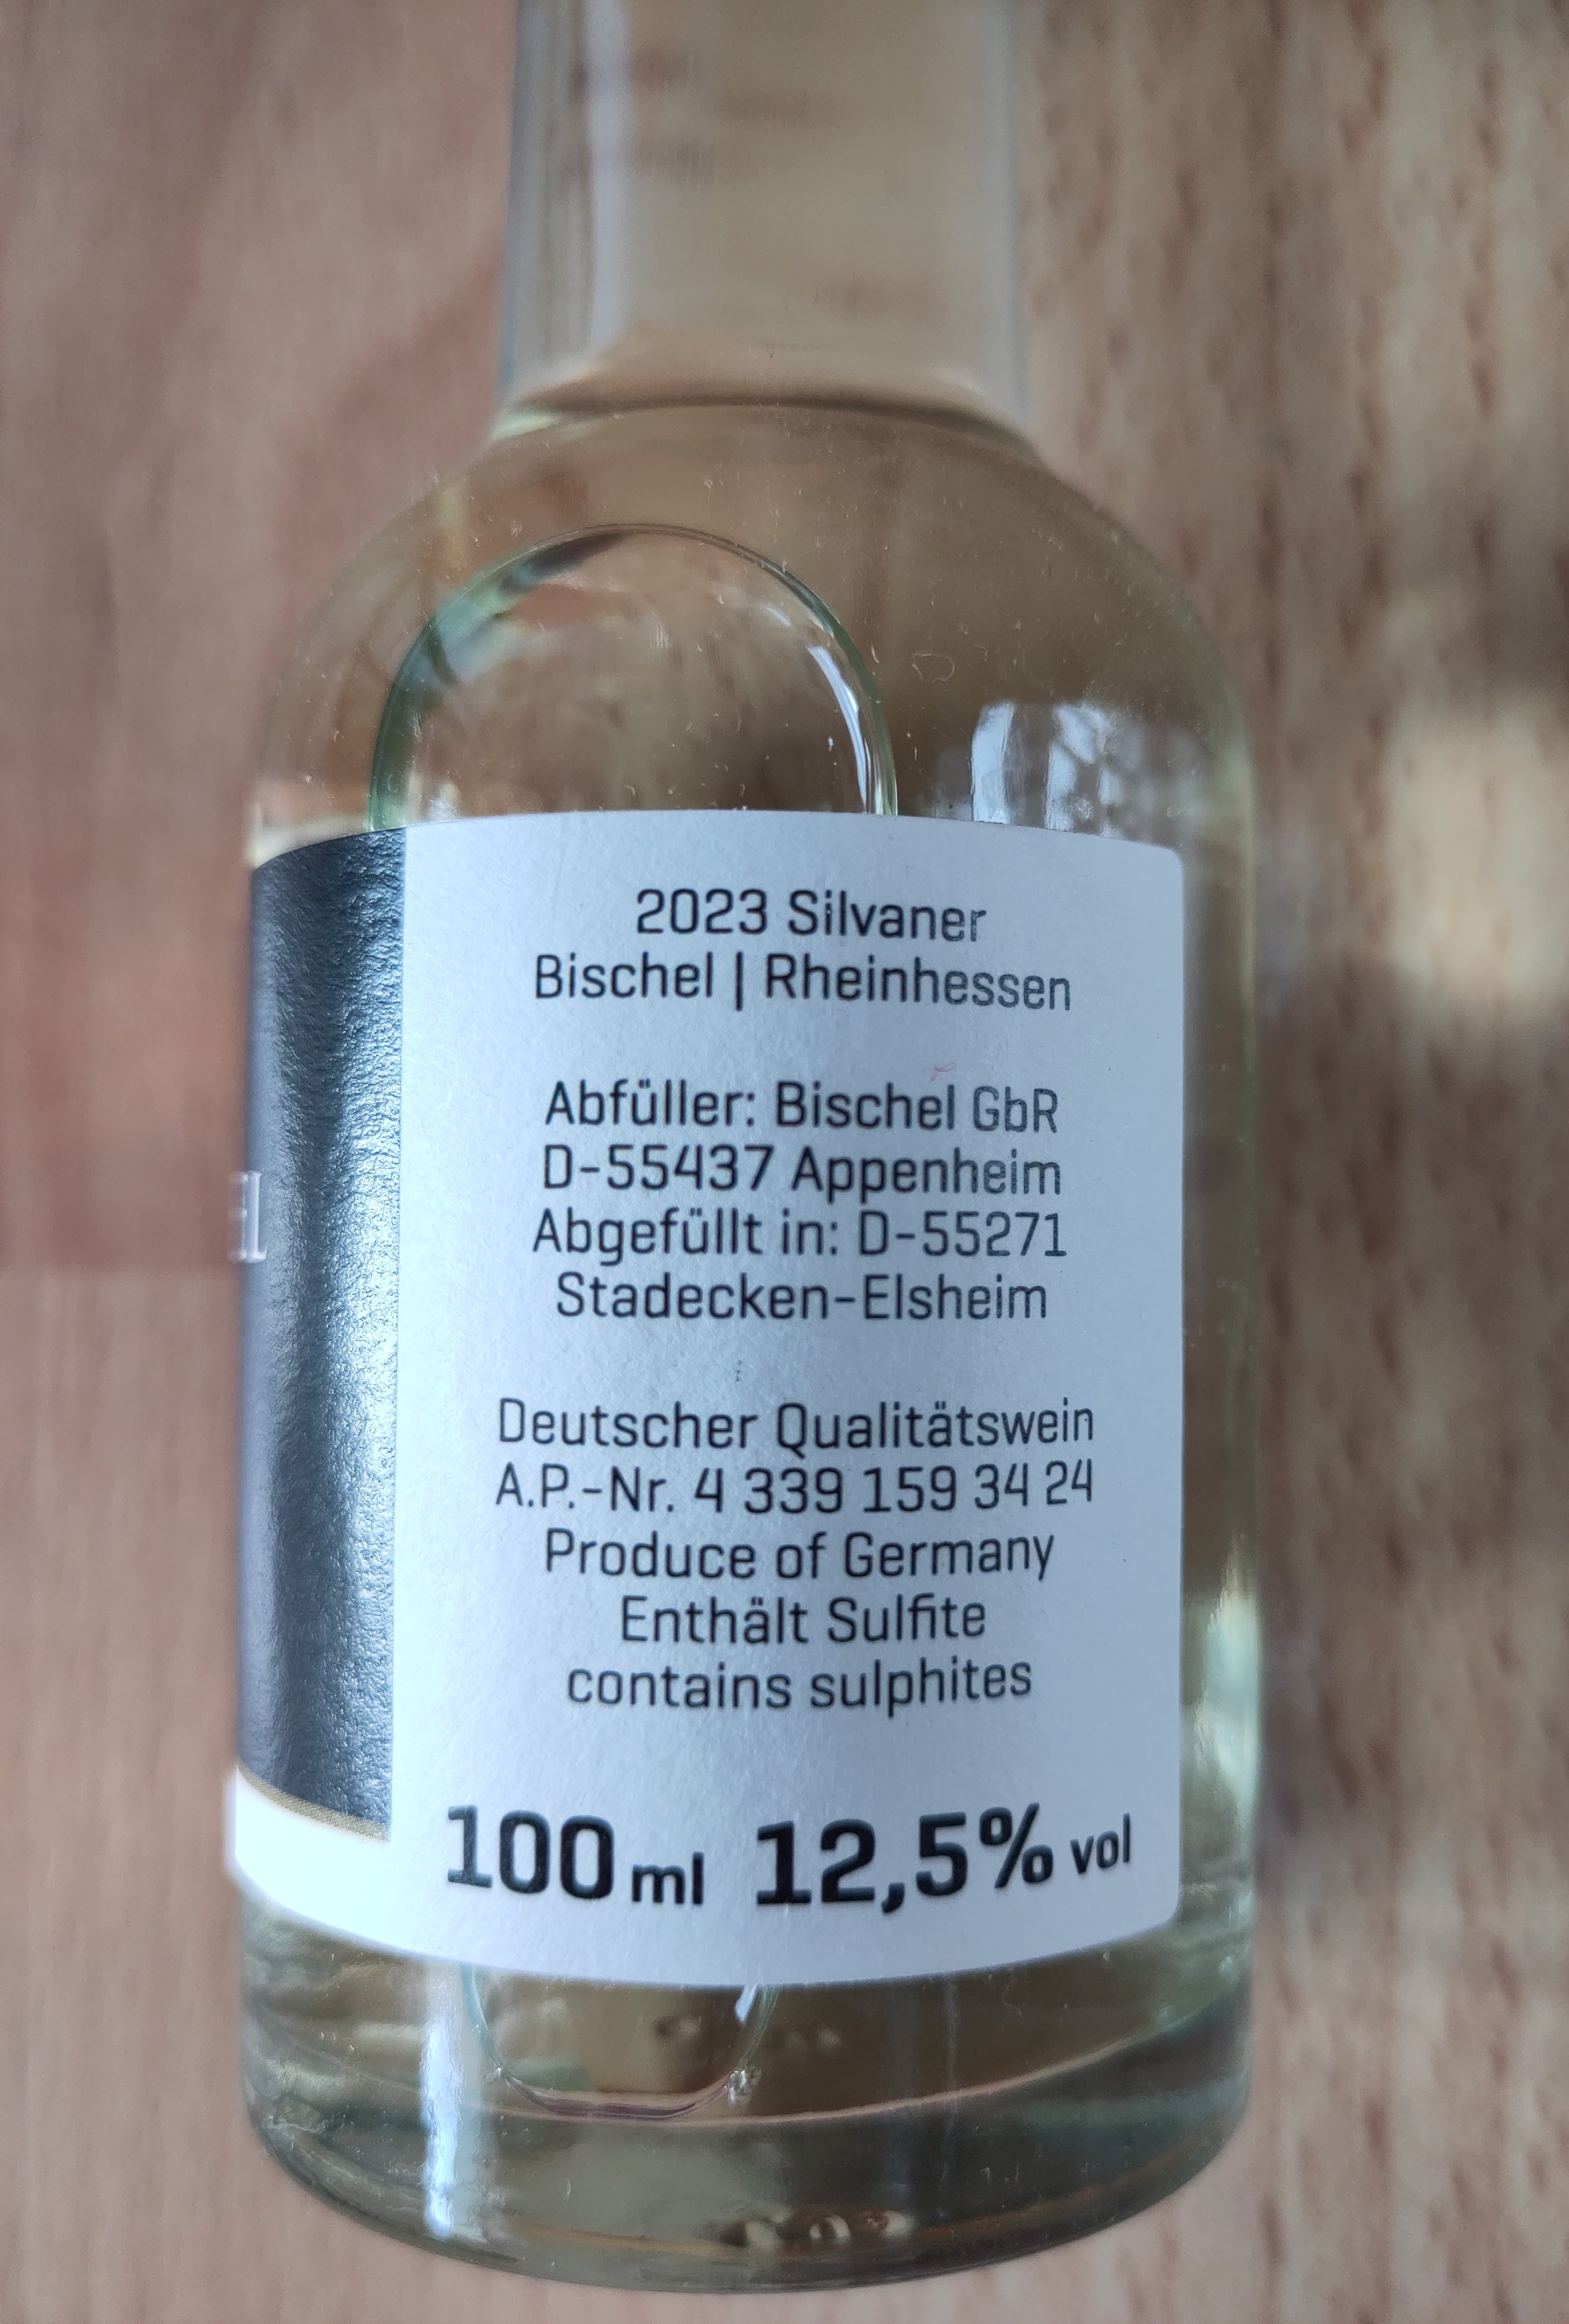 2023 Silvaner
Bischel | Rheinhessen
Abfüller: Bischel GbR
D-55437 Appenheim
Abgefüllt in: D-55271
Stadecken-Elsheim
Deutscher Qualitätswein
A.P.-Nr. 4 339 159 34 24
Produce of Germany
Enthält Sulfite
contains sulphites
100 ml 12,5% vol